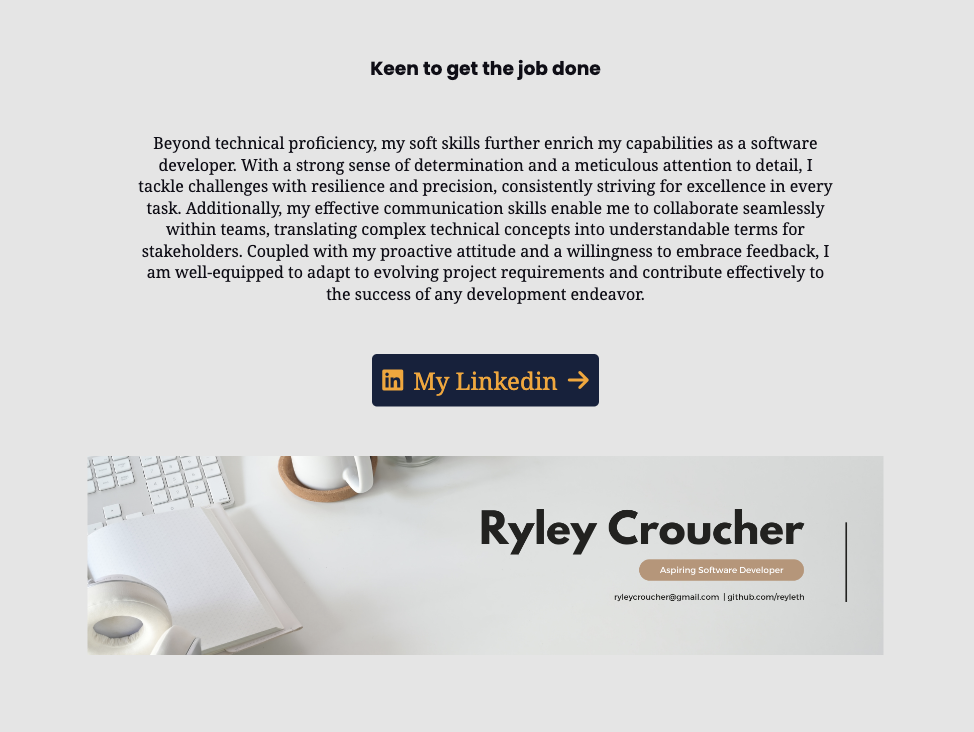 Keen to get the job done
Beyond technical proficiency, my soft skills further enrich my capabilities as a software
developer. With a strong sense of determination and a meticulous attention to detail, I
tackle challenges with resilience and precision, consistently striving for excellence in every
task. Additionally, my effective communication skills enable me to collaborate seamlessly
within teams, translating complex technical concepts into understandable terms for
stakeholders. Coupled with my proactive attitude and a willingness to embrace feedback, I
am well-equipped to adapt to evolving project requirements and contribute effectively to
the success of any development endeavor.
in My Linkedin →
Ryley Croucher
Aspiring Software Developer
ryleycroucher@gmail.com | github.com/reyleth